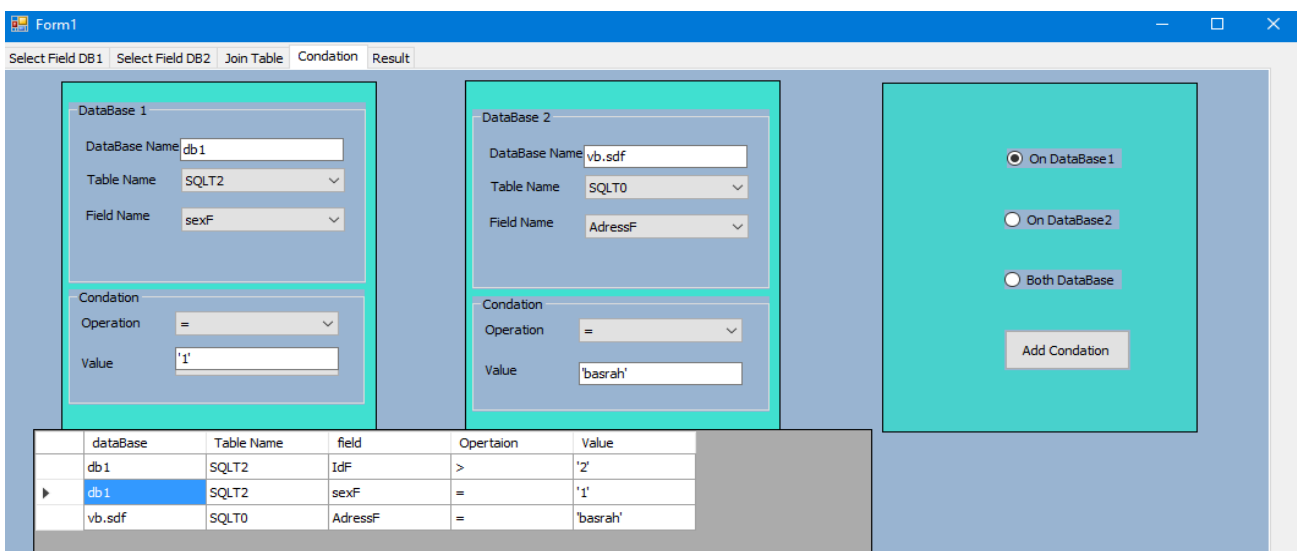 Form1
Select Field DB1 Select Field DB2 Join Table Condation Result
DataBase 1
DataBase Name db1
Table Name SQLT2
Field Name sexF
Condation
Operation =
Value '1'
DataBase 2
DataBase Name vb.sdf
Table Name SQLT0
Field Name AdressF
Condation
Operation =
Value 'basrah'
On DataBase1
On DataBase2
Both DataBase
Add Condation
dataBase Table Name field Opertaion Value
db1 SQLT2 IdF > '2'
db1 SQLT2 sexF = '1'
vb.sdf SQLT0 AdressF = 'basrah'